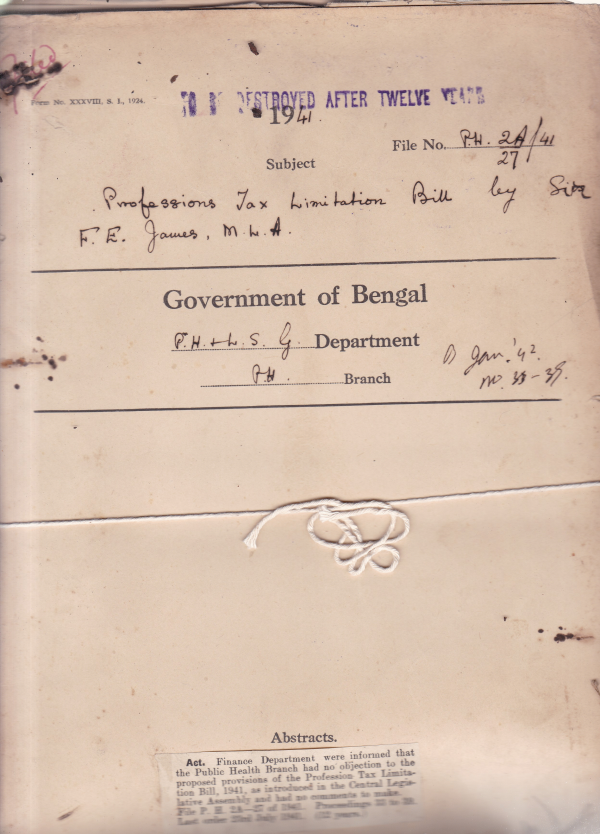 Form No. XXXVIII, S. I., 1924.
TO BE DESTROYED AFTER TWELVE YEARS
1941.
File No. P.H. 2A/41
27
Subject
Professions Tax Limitation Bill by Sir
F. E. James, M.L.A.
Government of Bengal
P.H. & L. S. G. Department
P.H. Branch
Jan. '42.
no. 38-39.
Abstracts.
Act. Finance Department were informed that
the Public Health Branch had no objection to the
proposed provisions of the Profession Tax Limita-
tion Bill, 1941, as introduced in the Central Legis-
lative Assembly and had no comments to make.
File P. H. 2A—27 of 1941. Proceedings
Last order 23rd July 1941. (12 years.)